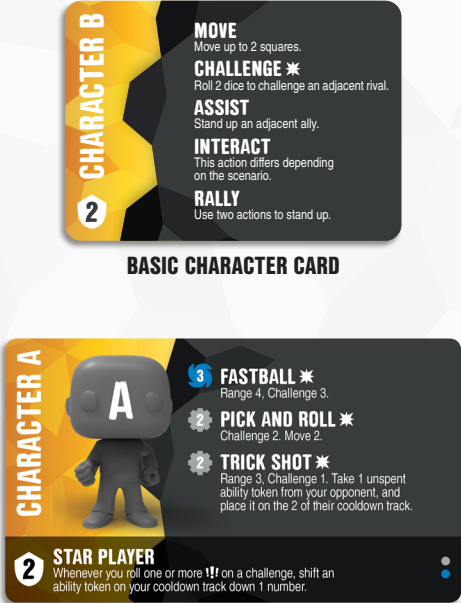 CHARACTER B
2
MOVE
Move up to 2 squares.
CHALLENGE
Roll 2 dice to challenge an adjacent rival.
ASSIST
Stand up an adjacent ally.
INTERACT
This action differs depending
on the scenario.
RALLY
Use two actions to stand up.
BASIC CHARACTER CARD
CHARACTER A
A
3 FASTBALL
Range 4, Challenge 3.
2 PICK AND ROLL
Challenge 2. Move 2.
2 TRICK SHOT
Range 3, Challenge 1. Take 1 unspent
ability token from your opponent, and
place it on the 2 of their cooldown track.
2
STAR PLAYER
Whenever you roll one or more !!! on a challenge, shift an
ability token on your cooldown track down 1 number.